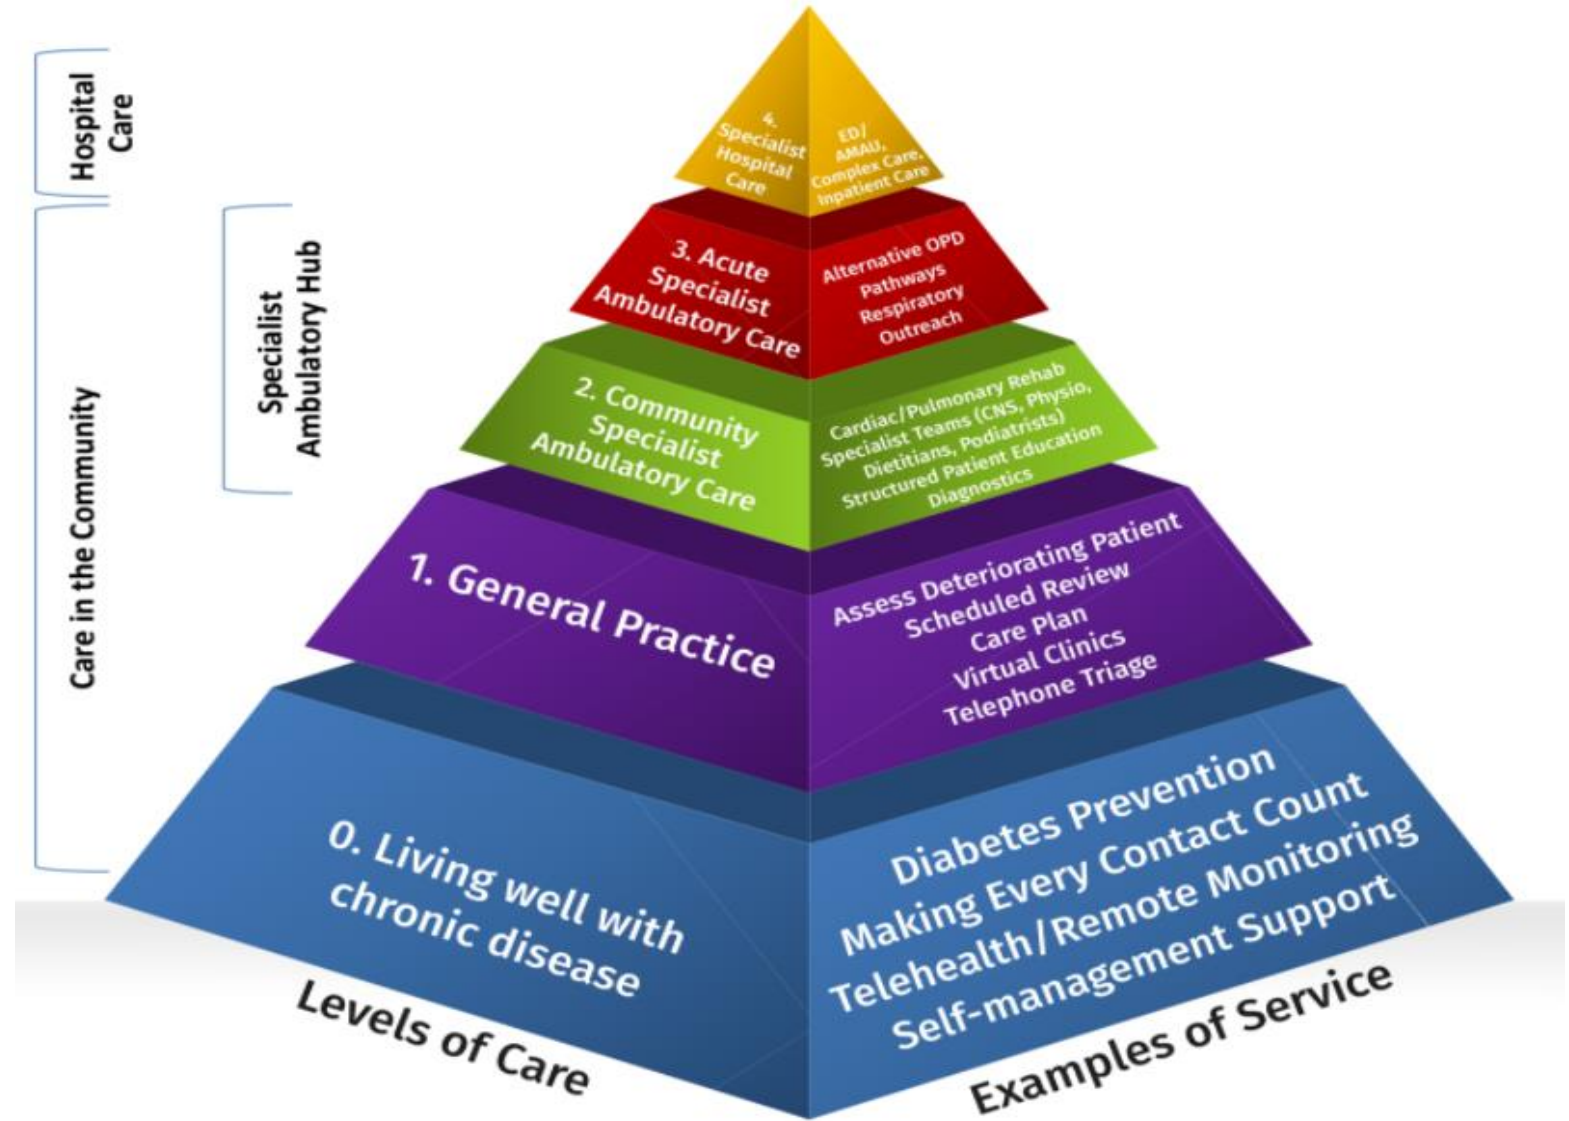 Hospital
Care
Specialist
Ambulatory Hub
Care in the Community
4.
Specialist
Hospital
Care
ED/
AMAU,
Complex Care,
Inpatient Care
3. Acute
Specialist
Ambulatory Care
Alternative OPD
Pathways
Respiratory
Outreach
2. Community
Specialist
Ambulatory Care
Cardiac/Pulmonary Rehab
Specialist Teams (CNS, Physio,
Dietitians, Podiatrists)
Structured Patient Education
Diagnostics
1. General Practice
Assess Deteriorating Patient
Scheduled Review
Care Plan
Virtual Clinics
Telephone Triage
0. Living well with
chronic disease
Diabetes Prevention
Making Every Contact Count
Telehealth/Remote Monitoring
Self-management Support
Levels of Care
Examples of Service